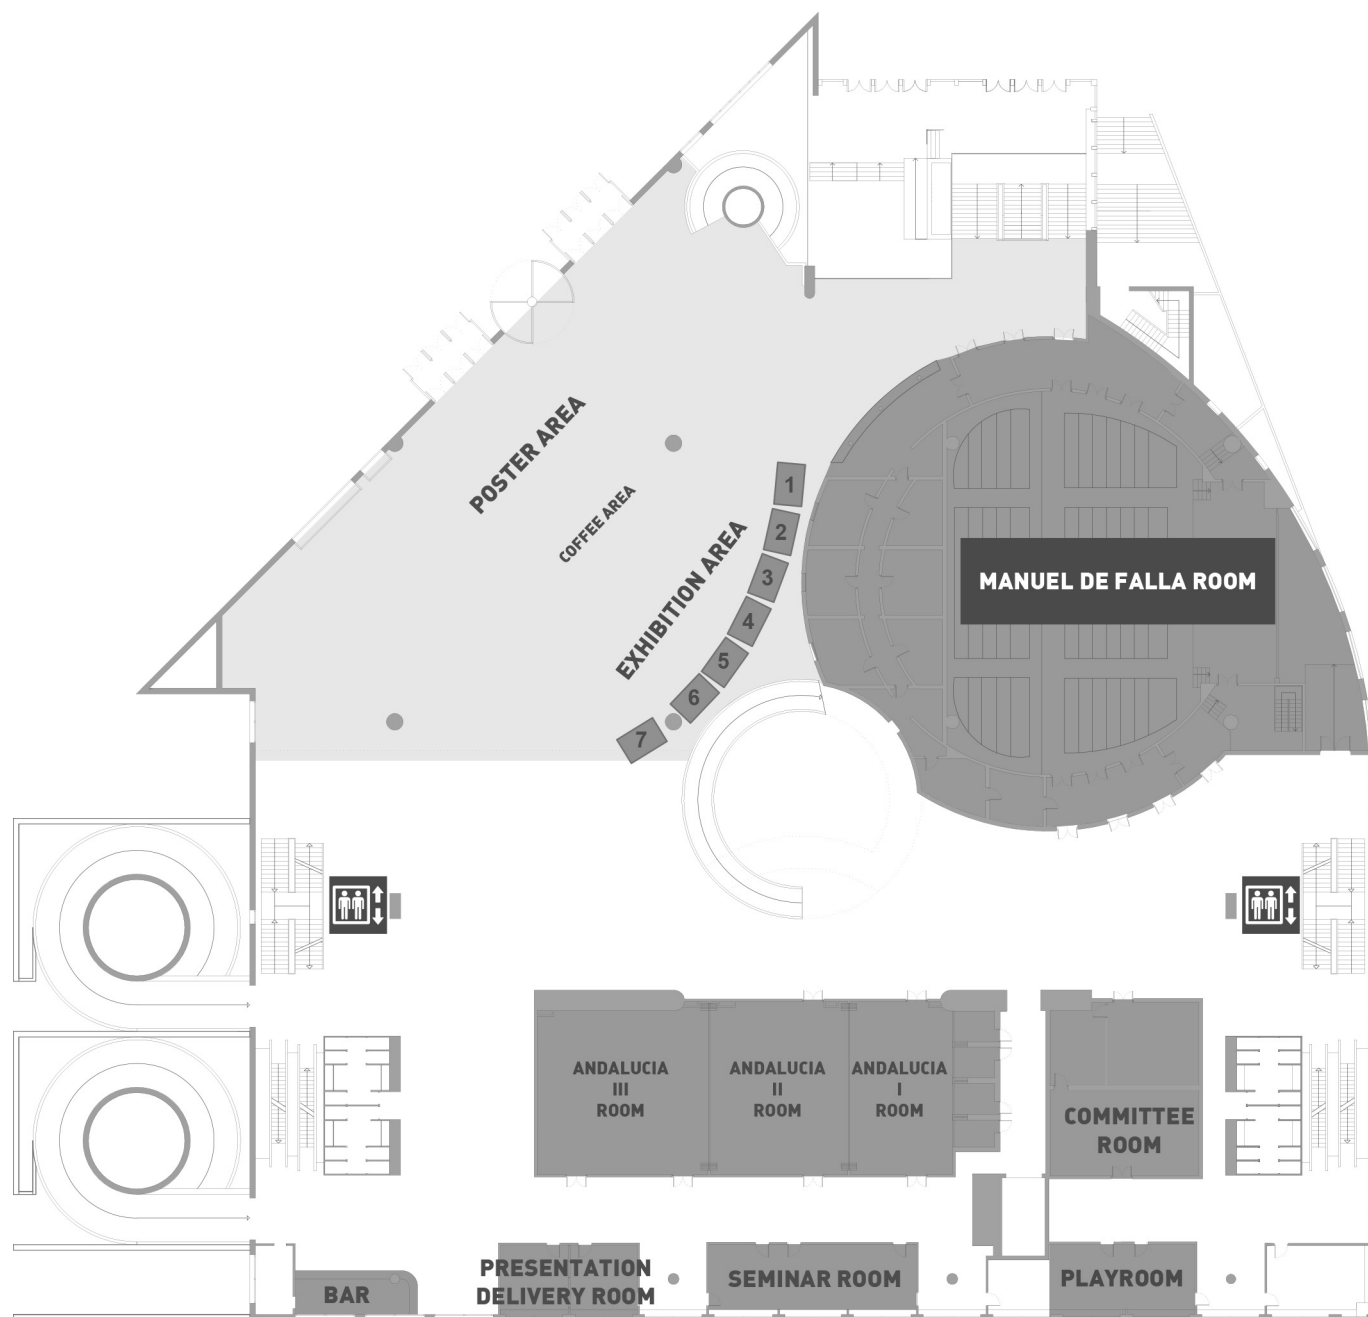 POSTER AREA
COFFEE AREA
EXHIBITION AREA
1
2
3
4
5
6
7
MANUEL DE FALLA ROOM
ANDALUCIA
III
ROOM
ANDALUCIA
II
ROOM
ANDALUCIA
I
ROOM
COMMITTEE
ROOM
BAR
PRESENTATION
DELIVERY ROOM
SEMINAR ROOM
PLAYROOM